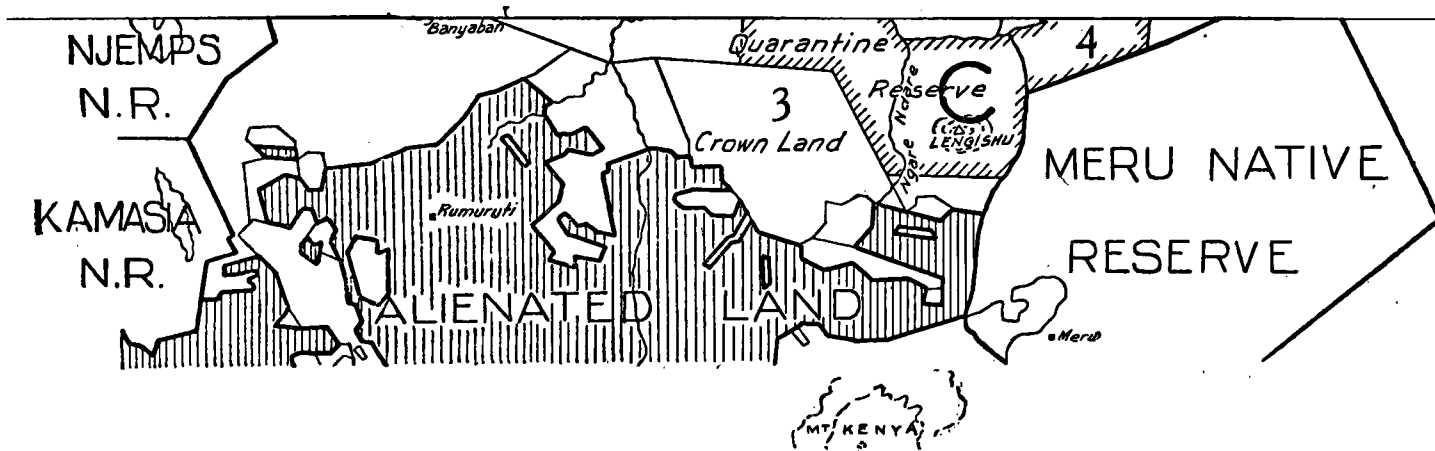 NJEMPS
N.R.
Banyaban
Quarantine
Reserve
C
4
3
Crown Land
Ngare Ndare
LENGISHU
MERU NATIVE
RESERVE
KAMASIA
N.R.
Rumuruti
ALIENATED LAND
Meru
MT KENYA